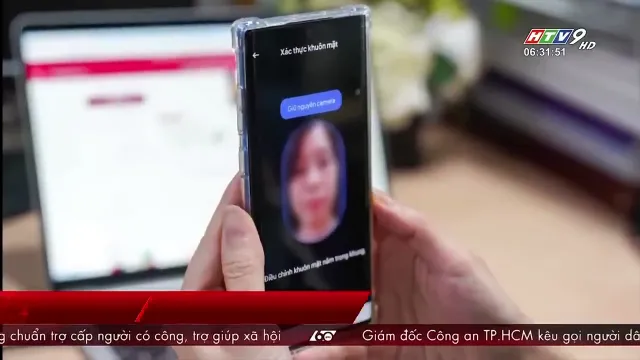 HTV9 HD
06:31:51
Xác thực khuôn mặt
Giữ nguyên camera
Điều chỉnh khuôn mặt nằm trong khung
g chuẩn trợ cấp người có công, trợ giúp xã hội
60
Giám đốc Công an TP.HCM kêu gọi người dâ